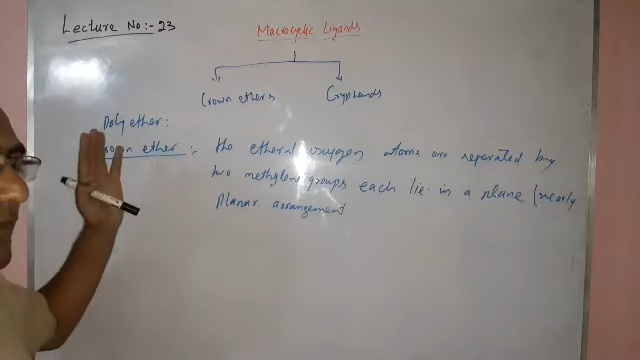 Lecture No:- 23
Macrocyclic Ligands
Crown ethers
Cryptands
Poly ether:
Crown ether :- the etheral oxygen atoms are seperated by
two methylene groups each lie in a plane (nearly
planar arrangement